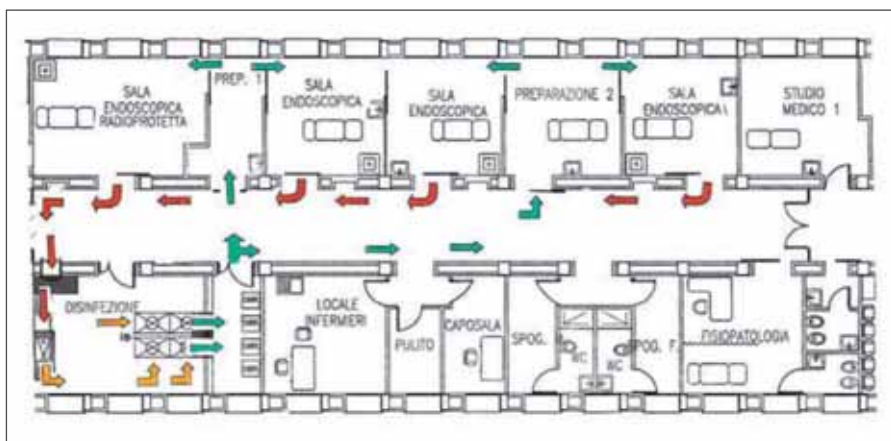 SALA
ENDOSCOPICA
RADIOPROTETTA
PREP. 1
SALA
ENDOSCOPICA
SALA
ENDOSCOPICA
PREPARAZIONE 2
SALA
ENDOSCOPICA
STUDIO
MEDICO 1
DISINFEZIONE
LOCALE
INFERMIERI
PULITO
CAPOSALA
SPOG.
WC
WC
SPOG. F.
FISIOPATOLOGIA